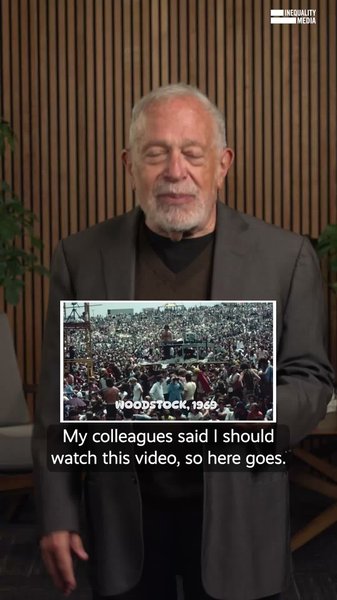 INEQUALITY
MEDIA
WOODSTOCK, 1969
My colleagues said I should
watch this video, so here goes.